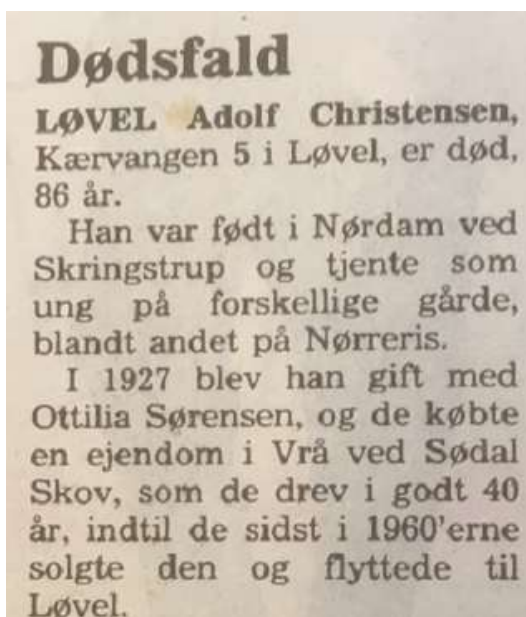 Dødsfald
LØVEL Adolf Christensen,
Kærvangen 5 i Løvel, er død,
86 år.
Han var født i Nørdam ved
Skringstrup og tjente som
ung på forskellige gårde,
blandt andet på Nørreris.
I 1927 blev han gift med
Ottilia Sørensen, og de købte
en ejendom i Vrå ved Sødal
Skov, som de drev i godt 40
år, indtil de sidst i 1960'erne
solgte den og flyttede til
Løvel.